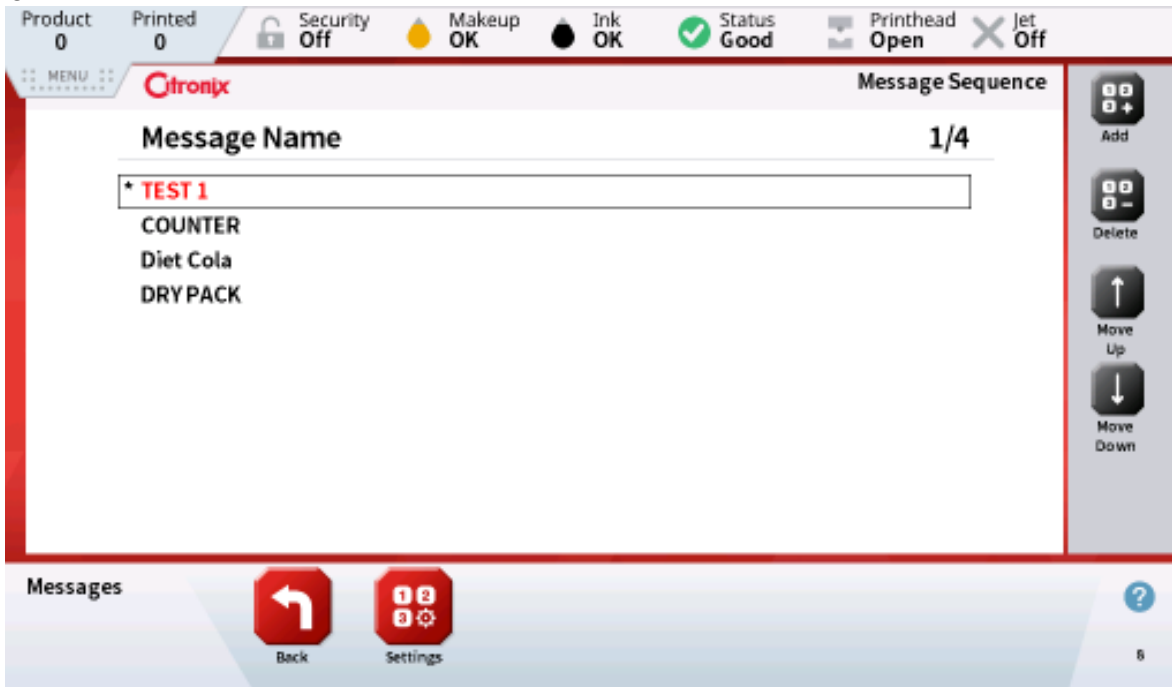 Product Printed Security Makeup Ink Status Printhead Jet
0 0 Off OK OK Good Open Off
MENU Citronix Message Sequence
Message Name 1/4
* TEST 1
COUNTER
Diet Cola
DRY PACK
Add
Delete
Move
Up
Move
Down
Messages
Back Settings
?